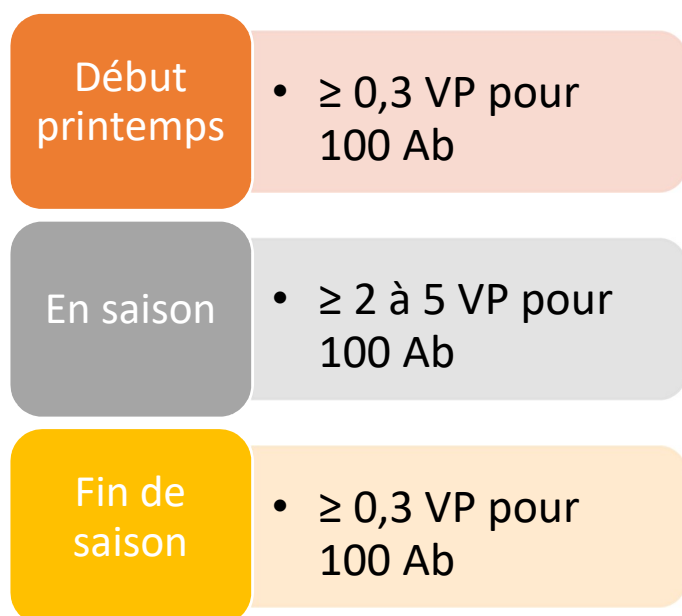 Début
printemps
• ≥ 0,3 VP pour
100 Ab
En saison
• ≥ 2 à 5 VP pour
100 Ab
Fin de
saison
• ≥ 0,3 VP pour
100 Ab